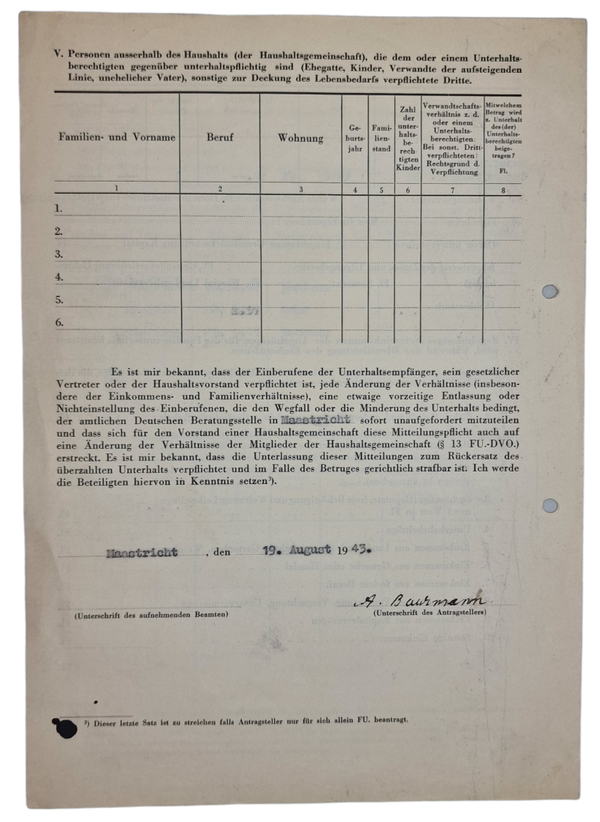 V. Personen ausserhalb des Haushalts (der Haushaltsgemeinschaft), die dem oder einem Unterhalts-
berechtigten gegenüber unterhaltspflichtig sind (Ehegatte, Kinder, Verwandte der aufsteigenden
Linie, unehelicher Vater), sonstige zur Deckung des Lebensbedarfs verpflichtete Dritte.
Familien- und Vorname
Beruf
Wohnung
Ge-
burts-
jahr
Fami-
lien-
stand
Zahl
der
unter-
halts-
be-
rech-
tigten
Kinder
Verwandtschafts-
verhältnis z. d.
oder einem
Unterhalts-
berechtigten
Bei sonst. Dritt-
verpflichteten:
Rechtsgrund d.
Verpflichtung
Mitwelchem
Betrag wird
z. Unterhalt
des (der)
Unterhalts-
berechtigten
beige-
tragen?
Fl.
1 2 3 4 5 6 7 8
1.
2.
3.
4.
5.
6.
Es ist mir bekannt, dass der Einberufene der Unterhaltsempfänger, sein gesetzlicher
Vertreter oder der Haushaltsvorstand verpflichtet ist, jede Änderung der Verhältnisse (insbeson-
dere der Einkommens- und Familienverhältnisse), eine etwaige vorzeitige Entlassung oder
Nichteinstellung des Einberufenen, die den Wegfall oder die Minderung des Unterhalts bedingt,
der amtlichen Deutschen Beratungsstelle in Maastricht sofort unaufgefordert mitzuteilen
und dass sich für den Vorstand einer Haushaltsgemeinschaft diese Mitteilungspflicht auch auf
eine Änderung der Verhältnisse der Mitglieder der Haushaltsgemeinschaft (§ 13 FU.-DVO.)
erstreckt. Es ist mir bekannt, dass die Unterlassung dieser Mitteilungen zum Rückersatz des
überzahlten Unterhalts verpflichtet und im Falle des Betruges gerichtlich strafbar ist: Ich werde
die Beteiligten hiervon in Kenntnis setzen³).
Maastricht , den 19. August 1943.
A. Baurmann
(Unterschrift des aufnehmenden Beamten) (Unterschrift des Antragstellers)
³) Dieser letzte Satz ist zu streichen falls Antragsteller nur für sich allein FU. beantragt.